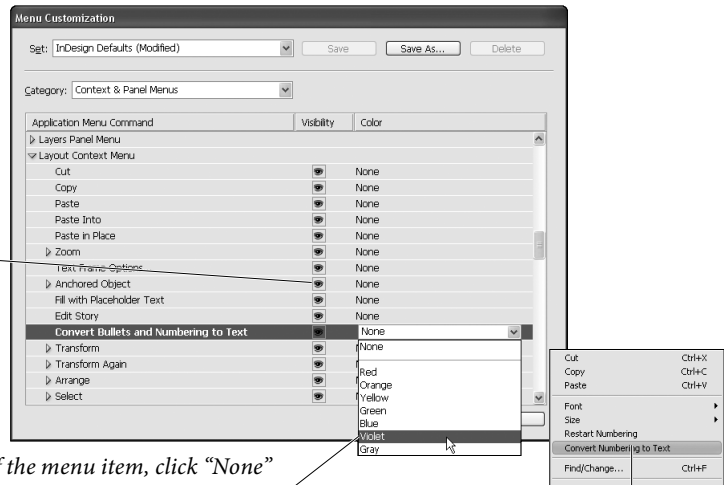 Menu Customization
Set: InDesign Defaults (Modified) Save Save As... Delete
Category: Context & Panel Menus
Application Menu Command Visibility Color
Layers Panel Menu
Layout Context Menu
Cut None
Copy None
Paste None
Paste Into None
Paste in Place None
Zoom None
Text Frame Options None
Anchored Object None
Fill with Placeholder Text None
Edit Story None
Convert Bullets and Numbering to Text None
Transform
Transform Again
Arrange
Select
None
Red
Orange
Yellow
Green
Blue
Violet
Gray
Cut Ctrl+X
Copy Ctrl+C
Paste Ctrl+V
Font
Size
Restart Numbering
Convert Numbering to Text
Find/Change... Ctrl+F
f the menu item, click “None”